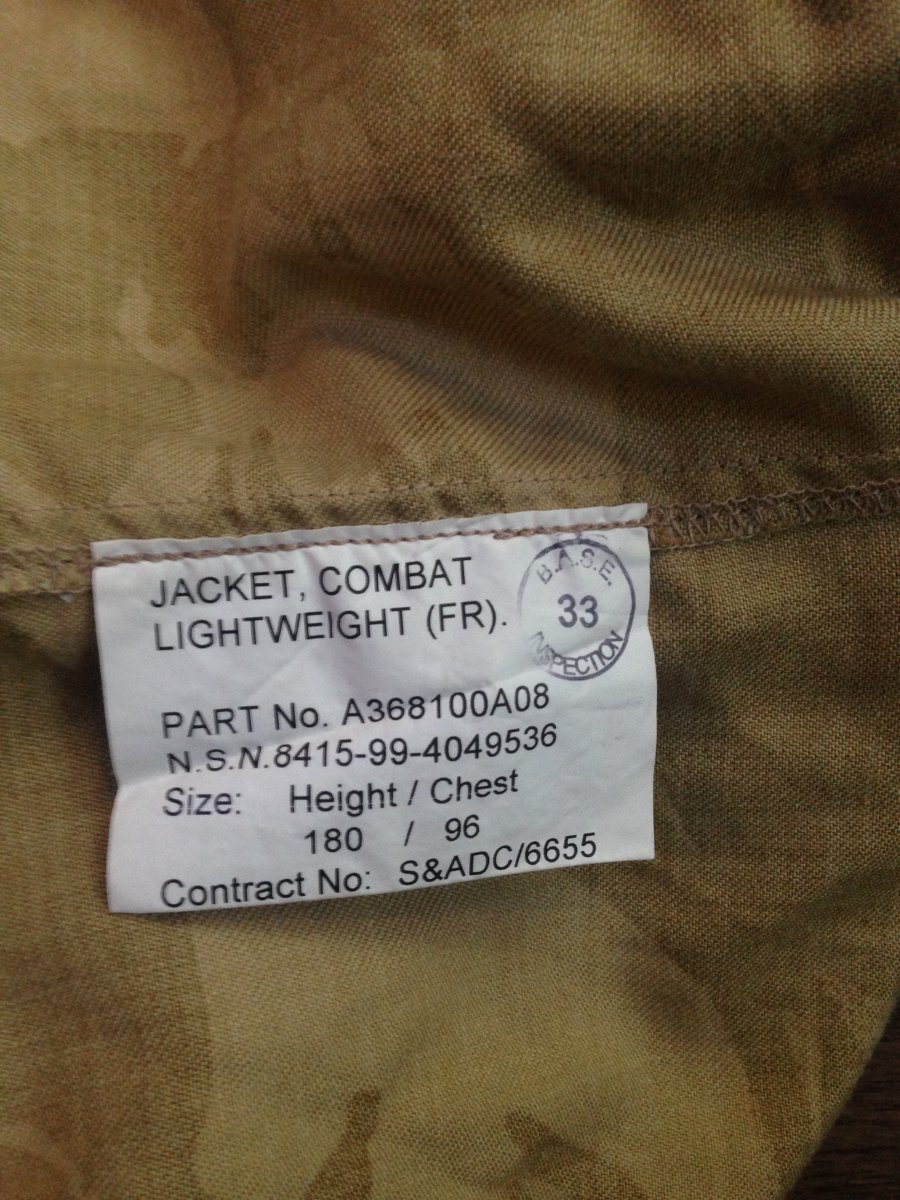 JACKET, COMBAT
LIGHTWEIGHT (FR).
B.A.S.E.
33
INSPECTION
PART No. A368100A08
N.S.N.8415-99-4049536
Size: Height / Chest
180 / 96
Contract No: S&ADC/6655